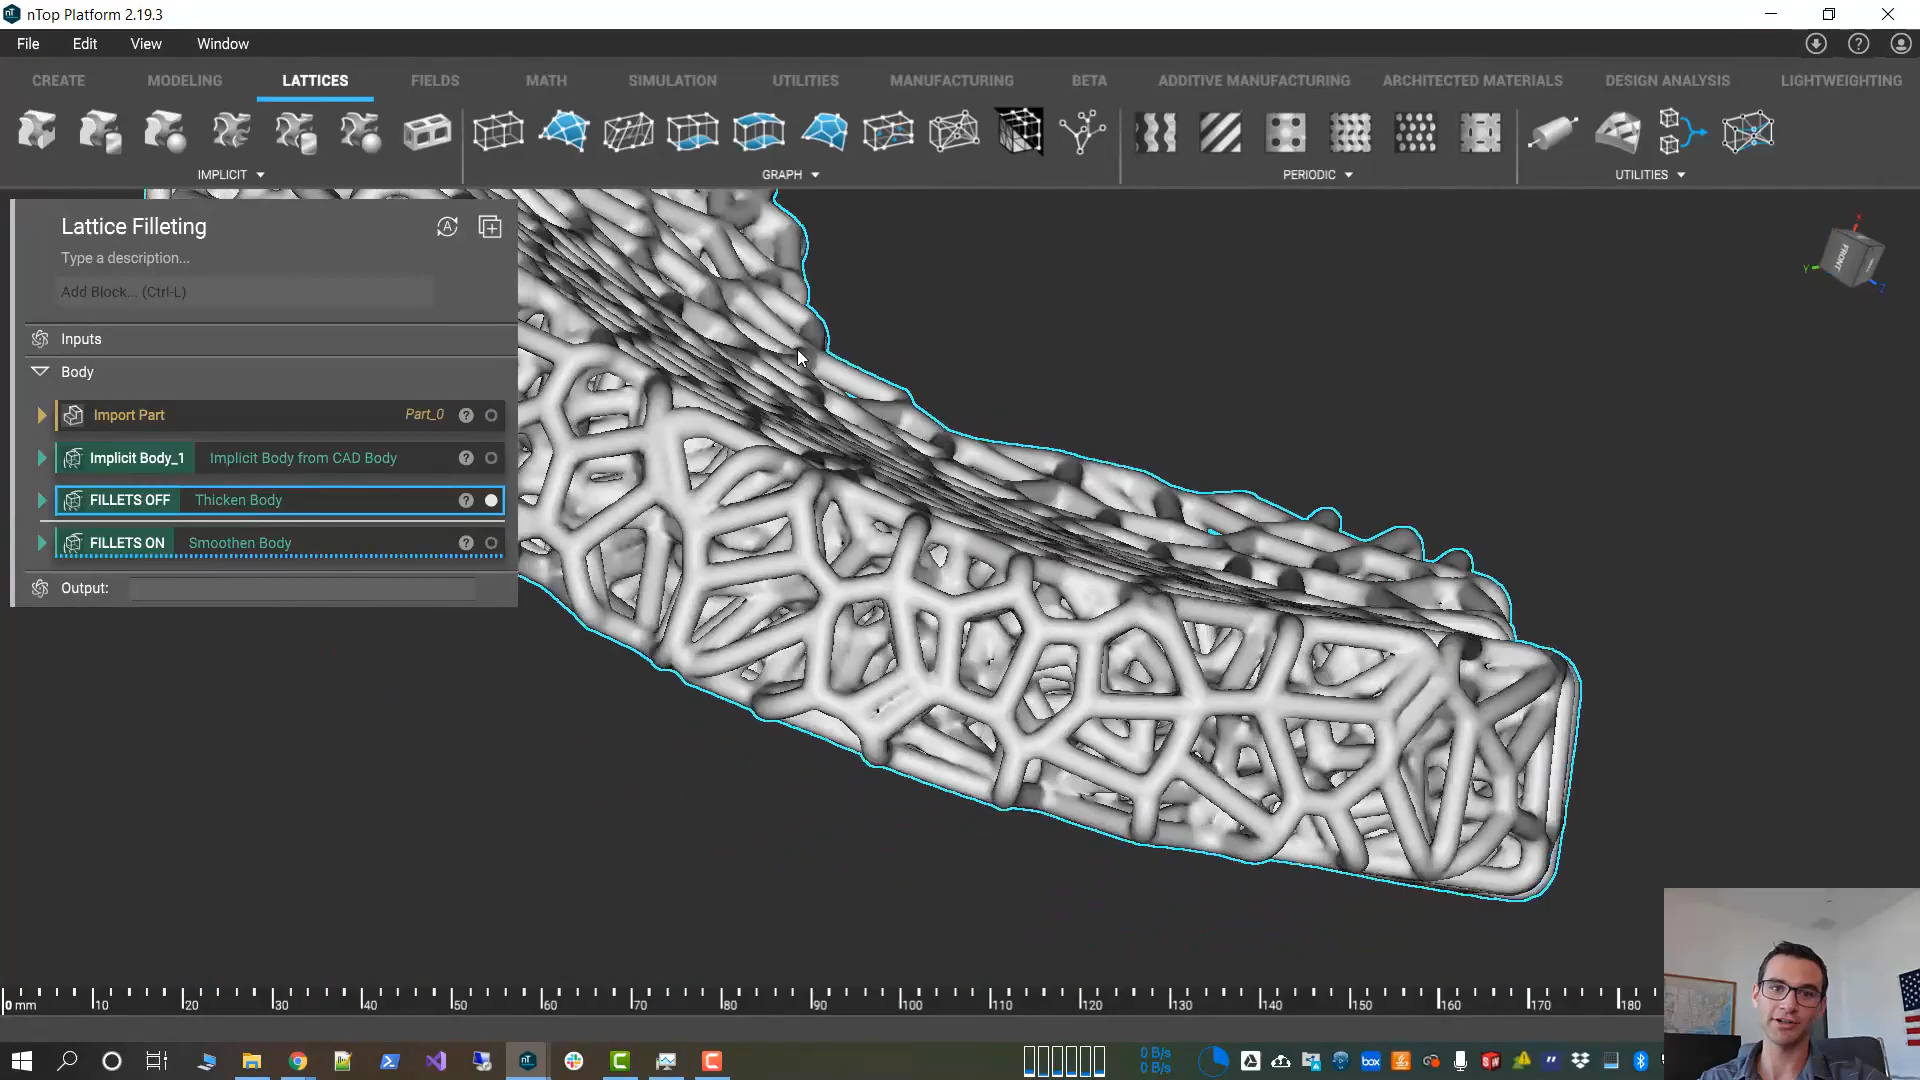 nTop Platform 2.19.3
File Edit View Window
CREATE MODELING LATTICES FIELDS MATH SIMULATION UTILITIES MANUFACTURING BETA ADDITIVE MANUFACTURING ARCHITECTED MATERIALS DESIGN ANALYSIS LIGHTWEIGHTING
IMPLICIT GRAPH PERIODIC UTILITIES
Lattice Filleting
Type a description...
Add Block... (Ctrl-L)
Inputs
Body
Import Part Part_0
Implicit Body_1 Implicit Body from CAD Body
FILLETS OFF Thicken Body
FILLETS ON Smoothen Body
Output:
FRONT
Y
Z
0 mm 10 20 30 40 50 60 70 80 90 100 110 120 130 140 150 160 170 180
0 B/s
0 B/s
box